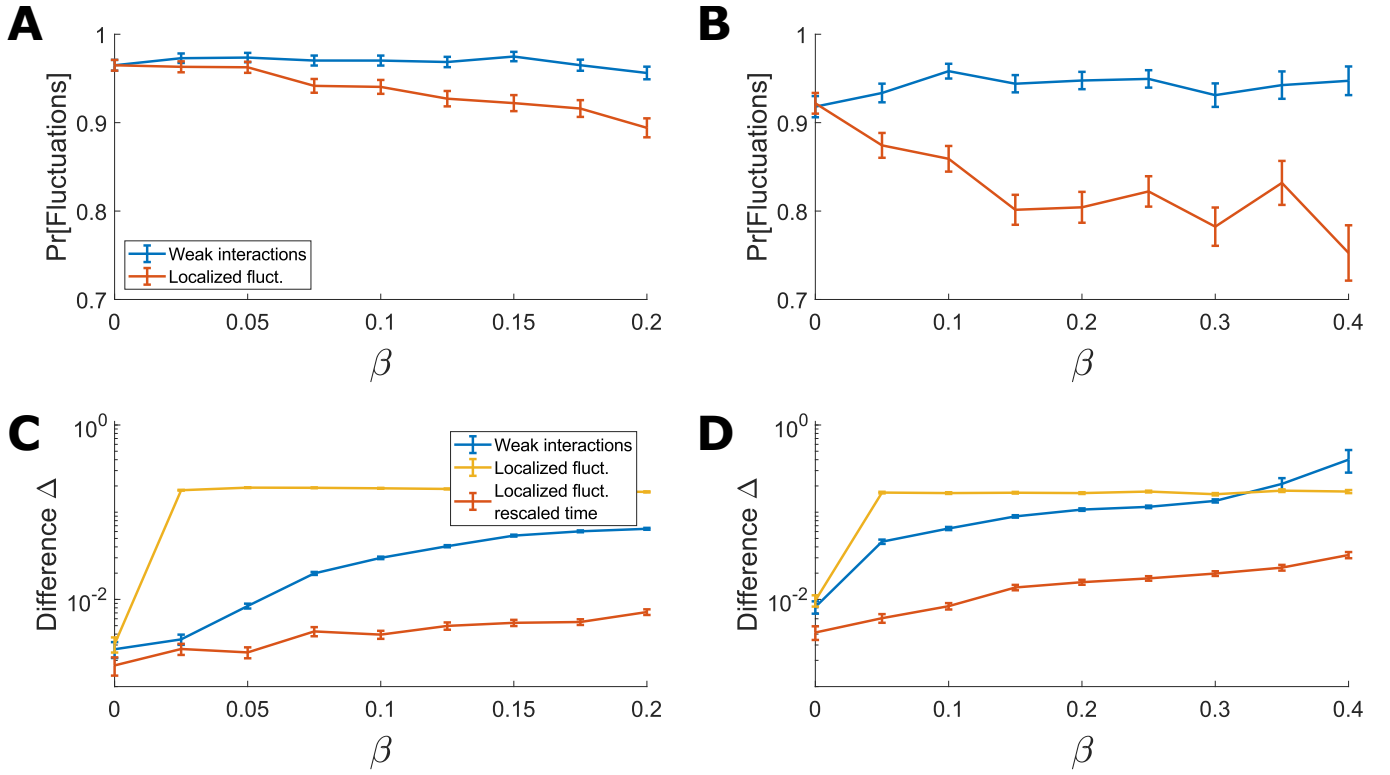 A
Pr[Fluctuations]
1
0.9
0.8
0.7
Weak interactions
Localized fluct.
0
0.05
0.1
0.15
0.2
β
B
Pr[Fluctuations]
1
0.9
0.8
0.7
0
0.1
0.2
0.3
0.4
β
C
Difference Δ
10^0
10^-2
Weak interactions
Localized fluct.
Localized fluct.
rescaled time
0
0.05
0.1
0.15
0.2
β
D
Difference Δ
10^0
10^-2
0
0.1
0.2
0.3
0.4
β